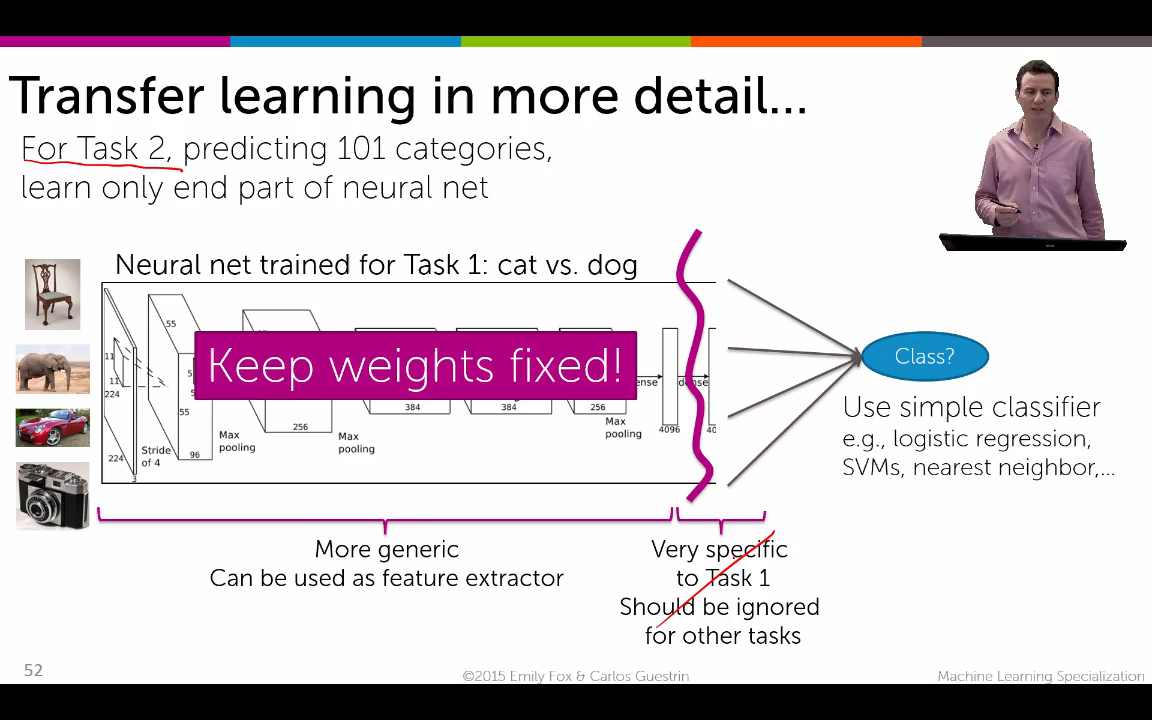 Transfer learning in more detail...
For Task 2, predicting 101 categories,
learn only end part of neural net
Neural net trained for Task 1: cat vs. dog
55
11
11
224
5
55
Keep weights fixed!
dense
384
384
256
256
96
224
3
Stride
of 4
Max
pooling
Max
pooling
Max
pooling
4096
Class?
Use simple classifier
e.g., logistic regression,
SVMs, nearest neighbor,...
More generic
Can be used as feature extractor
Very specific
to Task 1
Should be ignored
for other tasks
52
©2015 Emily Fox & Carlos Guestrin
Machine Learning Specialization